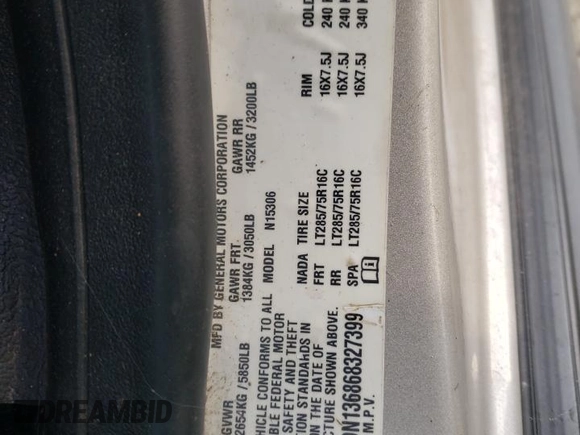 MFD BY GENERAL MOTORS CORPORATION
GVWR GAWR FRT. GAWR RR
2654KG / 5850LB 1384KG / 3050LB 1452KG / 3200LB
HICLE CONFORMS TO ALL MODEL N15306
BLE FEDERAL MOTOR
SAFETY AND THEFT
TION STANDARDS IN
ON THE DATE OF
CTURE SHOWN ABOVE.
NADA TIRE SIZE RIM COLD
FRT LT285/75R16C 16X7.5J 240 K
RR LT285/75R16C 16X7.5J 240 K
SPA LT285/75R16C 16X7.5J 340 K
N136868327399
M.P.V.
DREAMBID